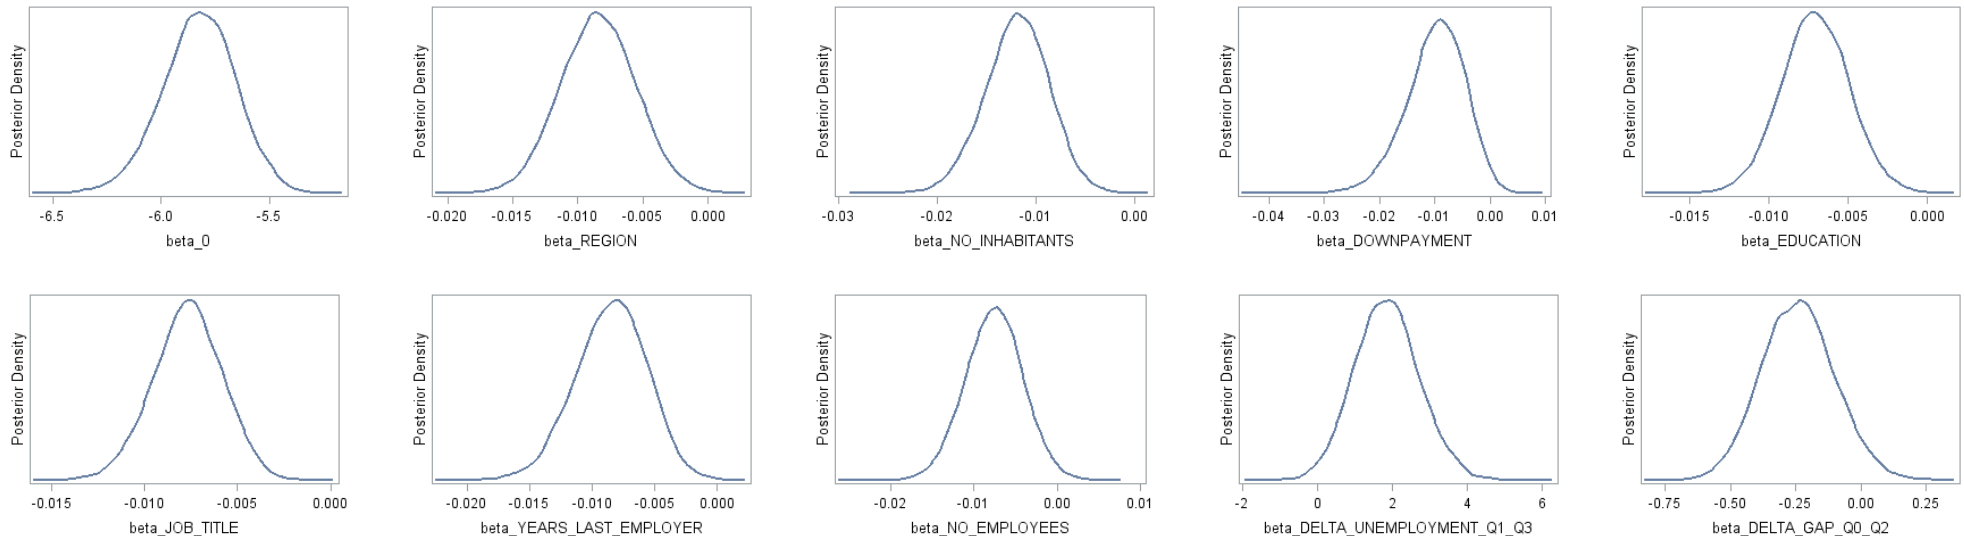 Posterior Density
-6.5 -6.0 -5.5
beta_0
Posterior Density
-0.020 -0.015 -0.010 -0.005 0.000
beta_REGION
Posterior Density
-0.03 -0.02 -0.01 0.00
beta_NO_INHABITANTS
Posterior Density
-0.04 -0.03 -0.02 -0.01 0.00 0.01
beta_DOWNPAYMENT
Posterior Density
-0.015 -0.010 -0.005 0.000
beta_EDUCATION
Posterior Density
-0.015 -0.010 -0.005 0.000
beta_JOB_TITLE
Posterior Density
-0.020 -0.015 -0.010 -0.005 0.000
beta_YEARS_LAST_EMPLOYER
Posterior Density
-0.02 -0.01 0.00 0.01
beta_NO_EMPLOYEES
Posterior Density
-2 0 2 4 6
beta_DELTA_UNEMPLOYMENT_Q1_Q3
Posterior Density
-0.75 -0.50 -0.25 0.00 0.25
beta_DELTA_GAP_Q0_Q2